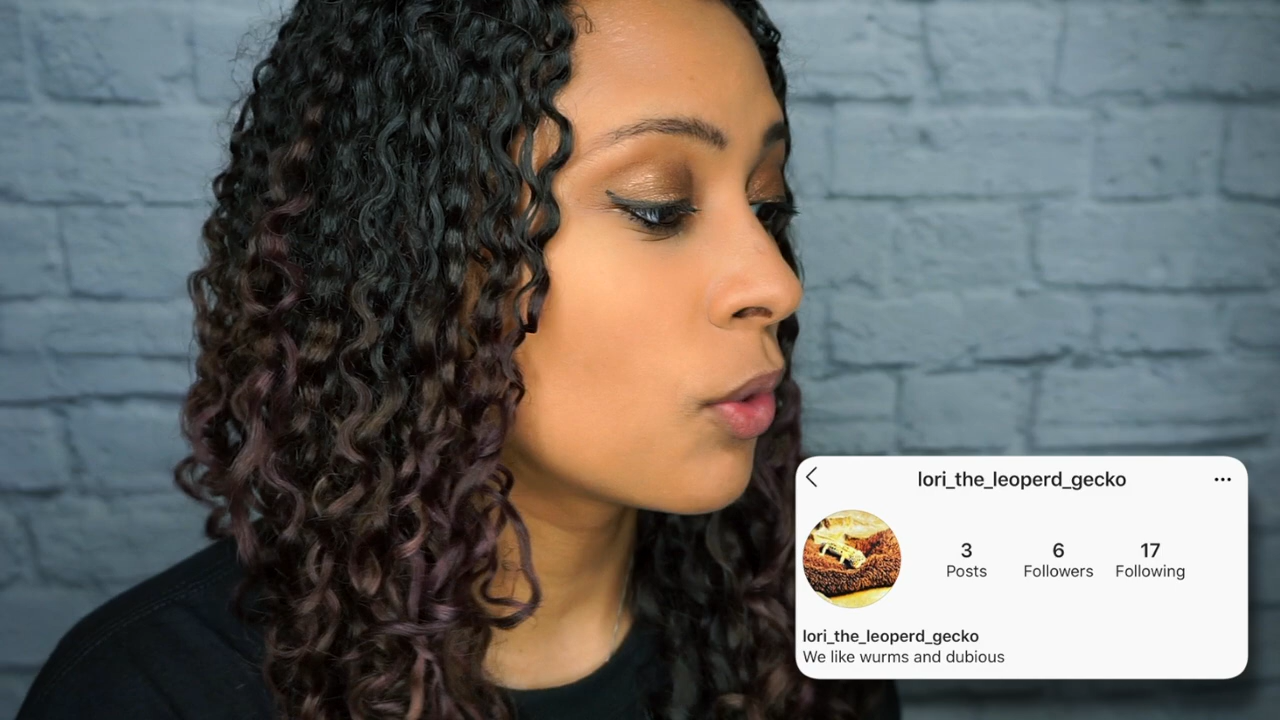 lori_the_leoperd_gecko
3 6 17
Posts Followers Following
lori_the_leoperd_gecko
We like wurms and dubious